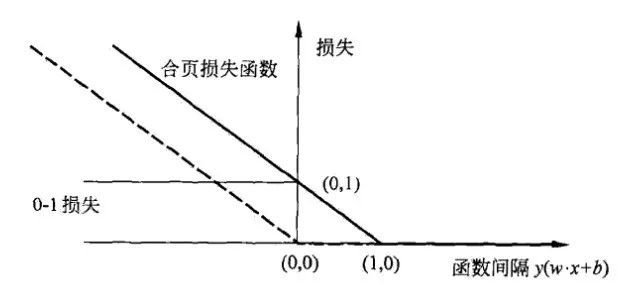 损失
合页损失函数
(0,1)
0-1 损失
(0,0)
(1,0)
函数间隔 y(w·x+b)